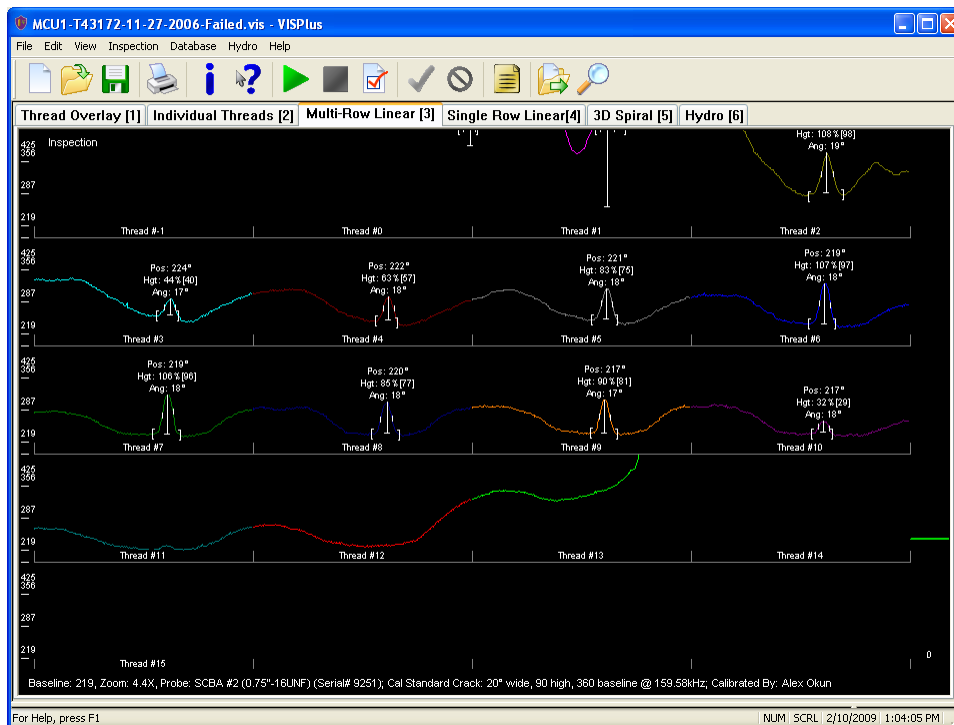 MCU1-T43172-11-27-2006-Failed.vis - VISPlus
File Edit View Inspection Database Hydro Help
Thread Overlay [1] Individual Threads [2] Multi-Row Linear [3] Single Row Linear[4] 3D Spiral [5] Hydro [6]
Inspection
425
356
287
219
Hgt: 108%[98]
Ang: 19°
Thread #-1 Thread #0 Thread #1 Thread #2
425
356
287
219
Pos: 224°
Hgt: 44%[40]
Ang: 17°
Pos: 222°
Hgt: 63%[57]
Ang: 18°
Pos: 221°
Hgt: 83%[75]
Ang: 18°
Pos: 219°
Hgt: 107%[97]
Ang: 18°
Thread #3 Thread #4 Thread #5 Thread #6
425
356
287
219
Pos: 219°
Hgt: 106%[96]
Ang: 18°
Pos: 220°
Hgt: 85%[77]
Ang: 18°
Pos: 217°
Hgt: 90%[81]
Ang: 17°
Pos: 217°
Hgt: 32%[29]
Ang: 18°
Thread #7 Thread #8 Thread #9 Thread #10
425
356
287
219
Thread #11 Thread #12 Thread #13 Thread #14
425
356
287
219
Thread #15
0
Baseline: 219, Zoom: 4.4X, Probe: SCBA #2 (0.75"-16UNF) (Serial# 9251); Cal Standard Crack: 20° wide, 90 high, 360 baseline @ 159.58kHz; Calibrated By: Alex Okun
For Help, press F1
NUM SCRL 2/10/2009 1:04:05 PM